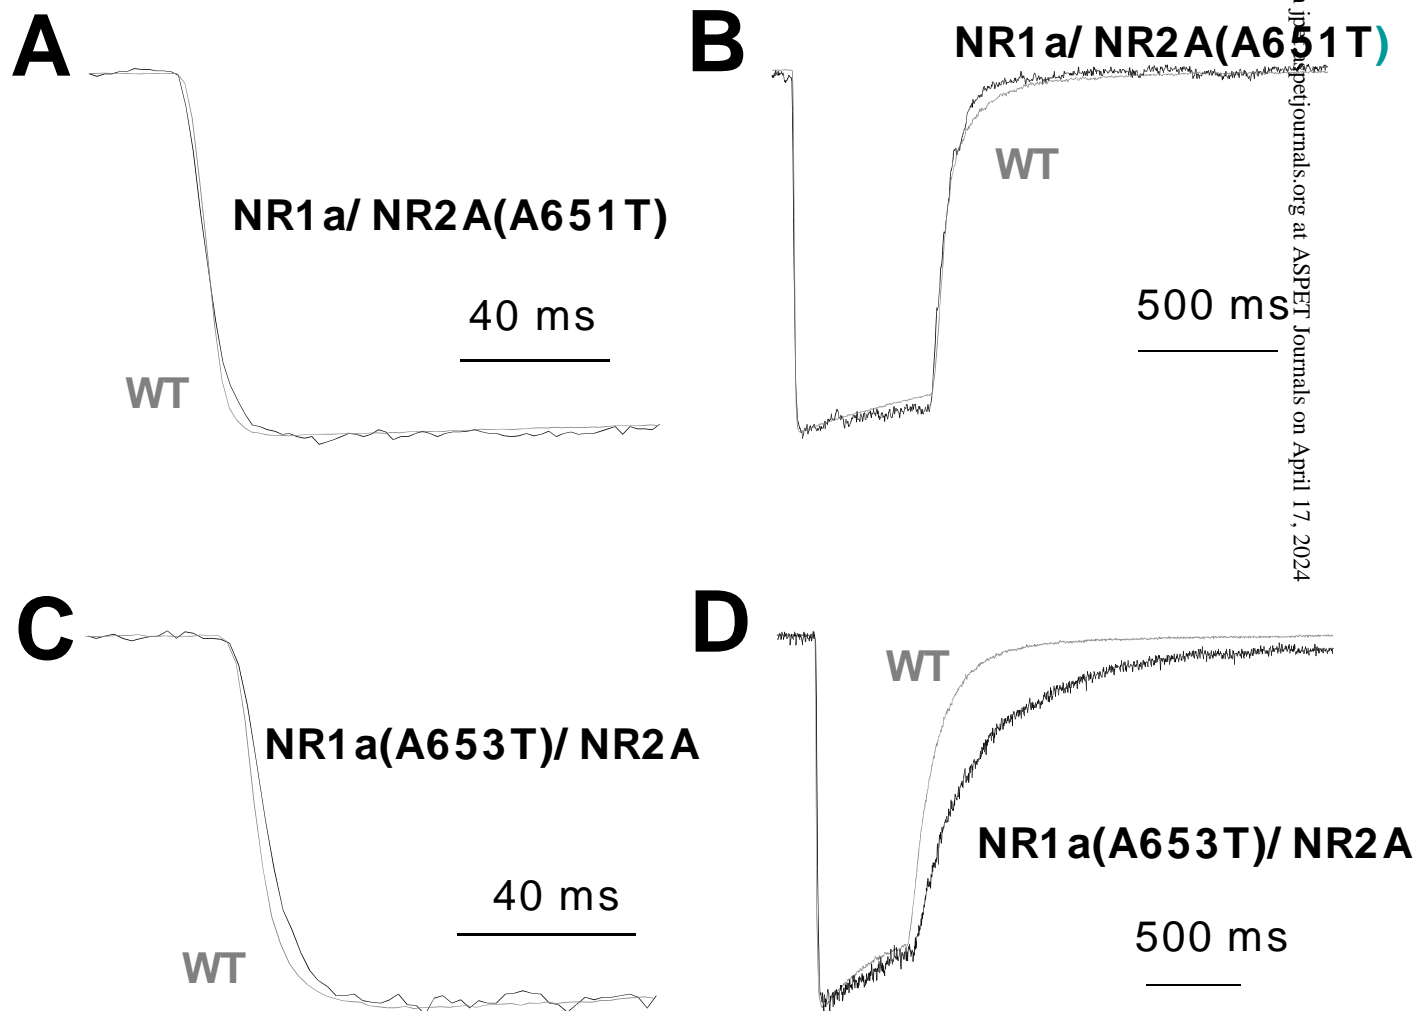 A
B
NR1a/ NR2A(A651T)
WT
NR1a/ NR2A(A651T)
40 ms
500 ms
WT
aspetjournals.org at ASPET Journals on April 17, 2024
C
D
WT
NR1a(A653T)/ NR2A
NR1a(A653T)/ NR2A
40 ms
500 ms
WT